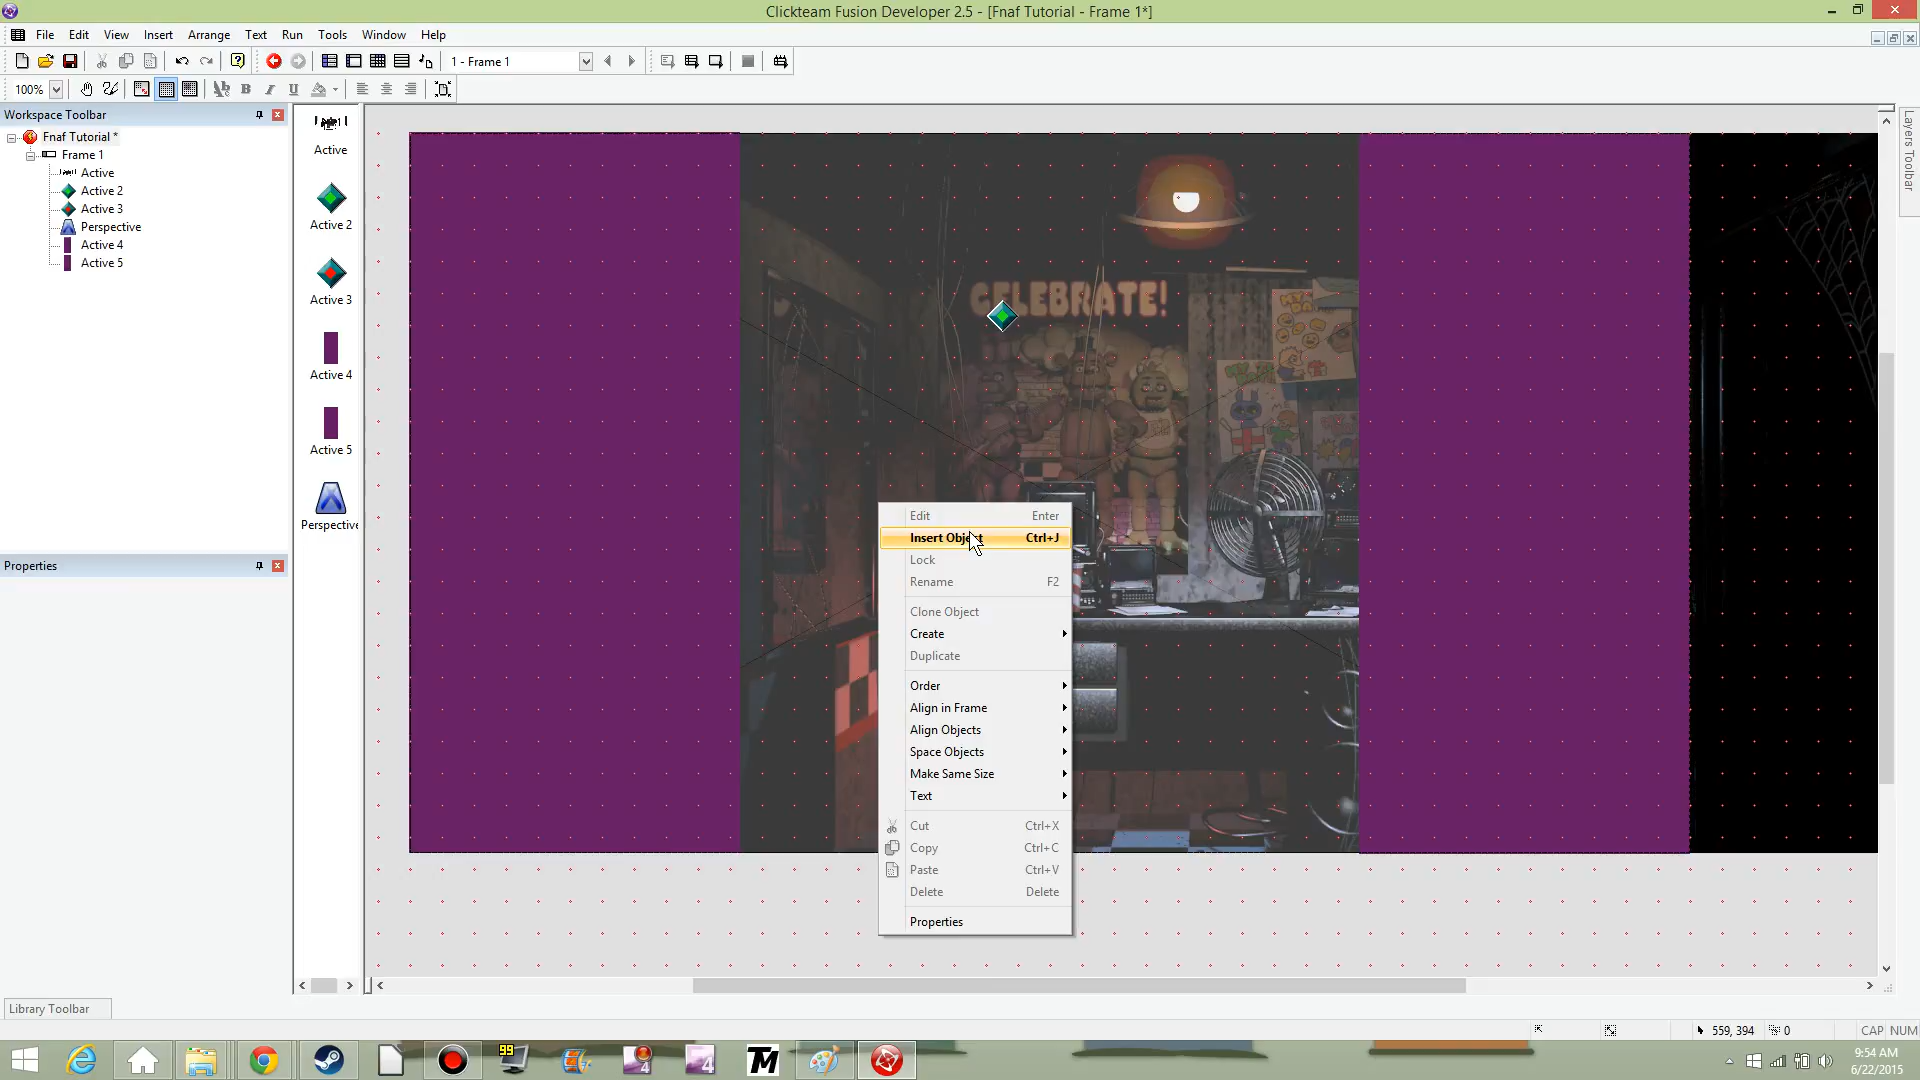 Clickteam Fusion Developer 2.5 - [Fnaf Tutorial - Frame 1*]
File Edit View Insert Arrange Text Run Tools Window Help
1 - Frame 1
100%
Workspace Toolbar
Fnaf Tutorial *
Frame 1
Active
Active 2
Active 3
Perspective
Active 4
Active 5
Active
Active 2
Active 3
Active 4
Active 5
Perspective
Layers Toolbar
CELEBRATE!
Edit Enter
Insert Object Ctrl+J
Lock
Rename F2
Clone Object
Create
Duplicate
Order
Align in Frame
Align Objects
Space Objects
Make Same Size
Text
Cut Ctrl+X
Copy Ctrl+C
Paste Ctrl+V
Delete Delete
Properties
Properties
Library Toolbar
559, 394 0 CAP NUM
99
4
4
TM
9:54 AM
6/22/2015